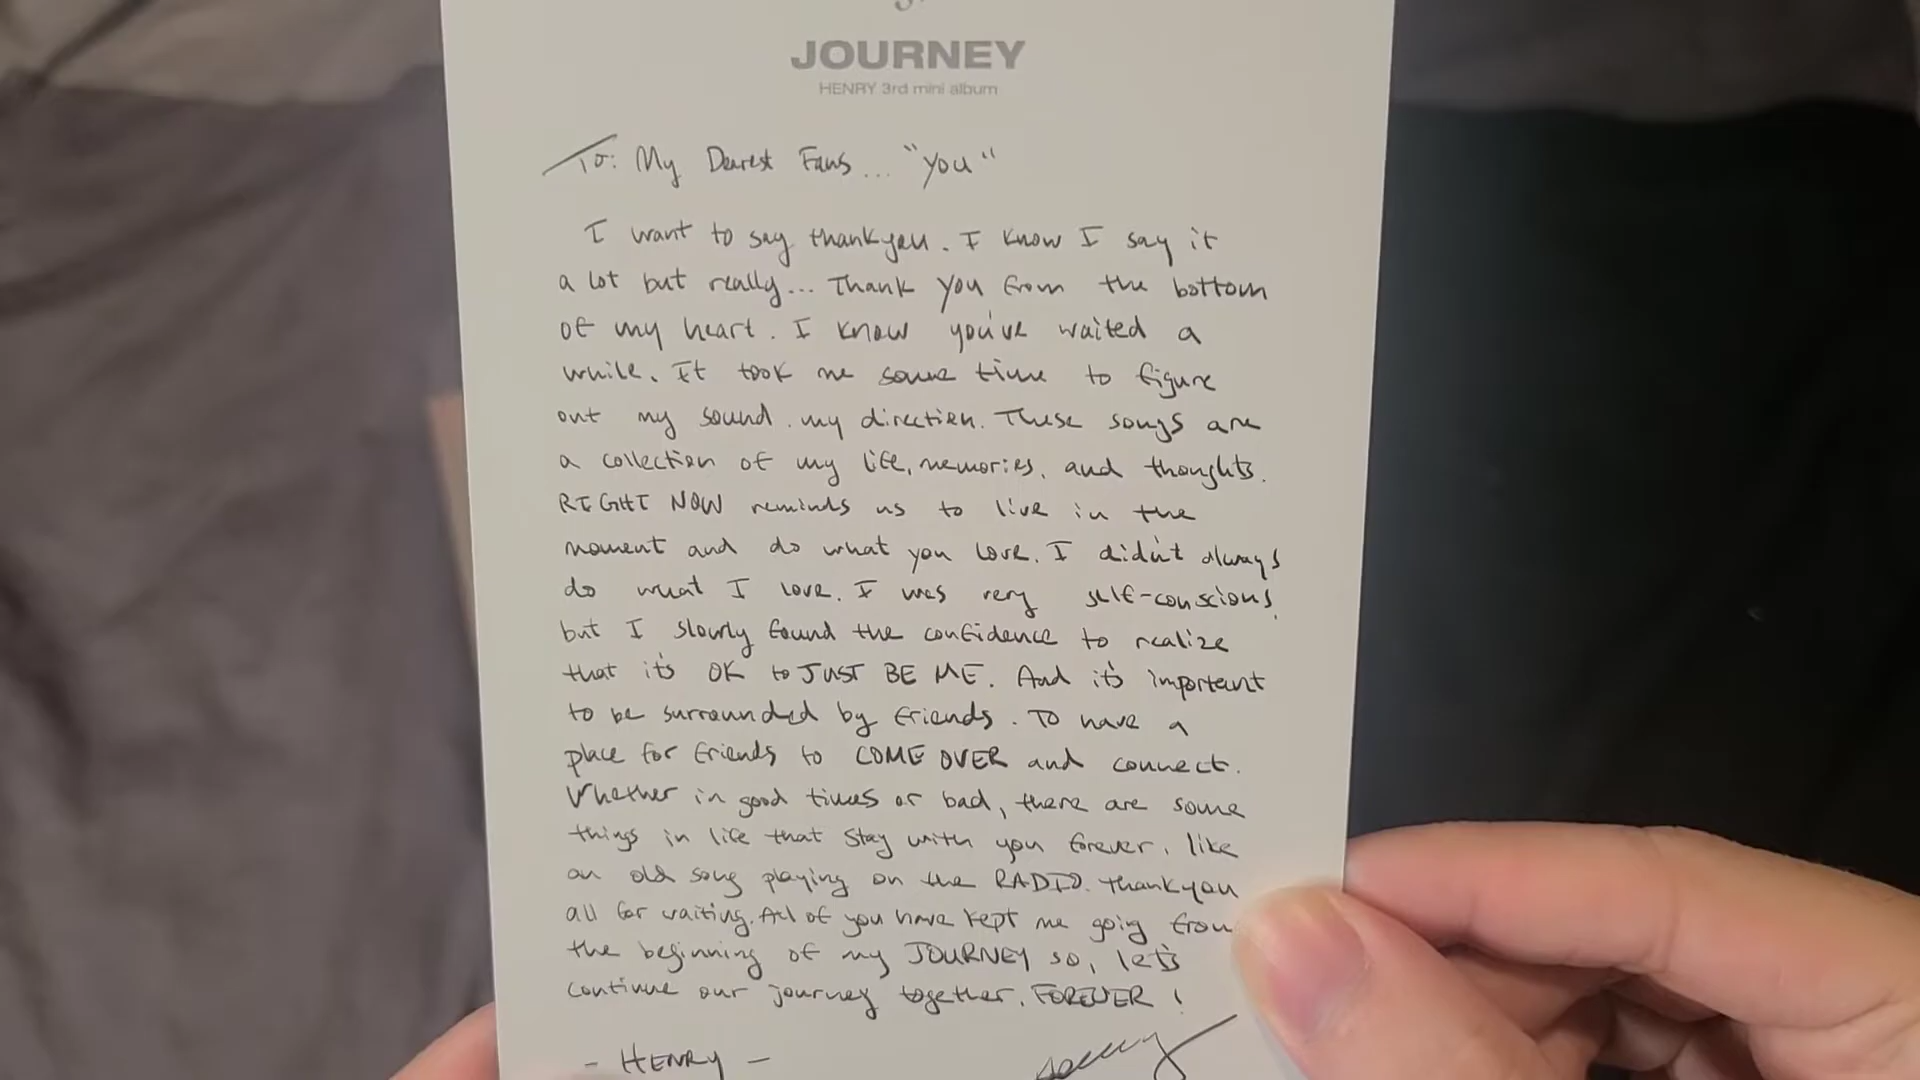 JOURNEY
HENRY 3rd mini album
To: My Dearest Fans... "you"
I want to say thankyou. I know I say it
a lot but really... Thank you from the bottom
of my heart. I know you've waited a
while. It took me some time to figure
out my sound. my direction. These songs are
a collection of my life, memories, and thoughts.
RIGHT NOW reminds us to live in the
moment and do what you love. I didn't always
do what I love. I was very self-conscious,
but I slowly found the confidence to realize
that it's OK to JUST BE ME. And it's important
to be surrounded by friends. To have a
place for friends to COME OVER and connect.
Whether in good times or bad, there are some
things in life that stay with you forever, like
an old song playing on the RADIO. Thankyou
all for waiting. All of you have kept me going from
the beginning of my JOURNEY so, let's
continue our journey together. FOREVER!
- HENRY -